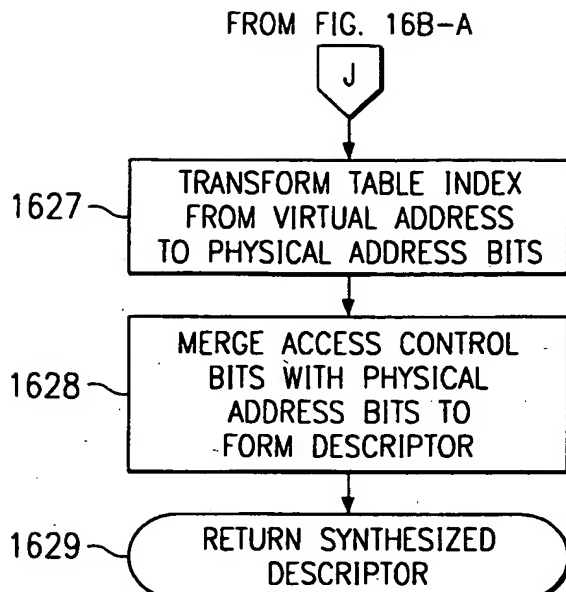 FROM FIG. 16B-A
J
1627
TRANSFORM TABLE INDEX
FROM VIRTUAL ADDRESS
TO PHYSICAL ADDRESS BITS
1628
MERGE ACCESS CONTROL
BITS WITH PHYSICAL
ADDRESS BITS TO
FORM DESCRIPTOR
1629
RETURN SYNTHESIZED
DESCRIPTOR